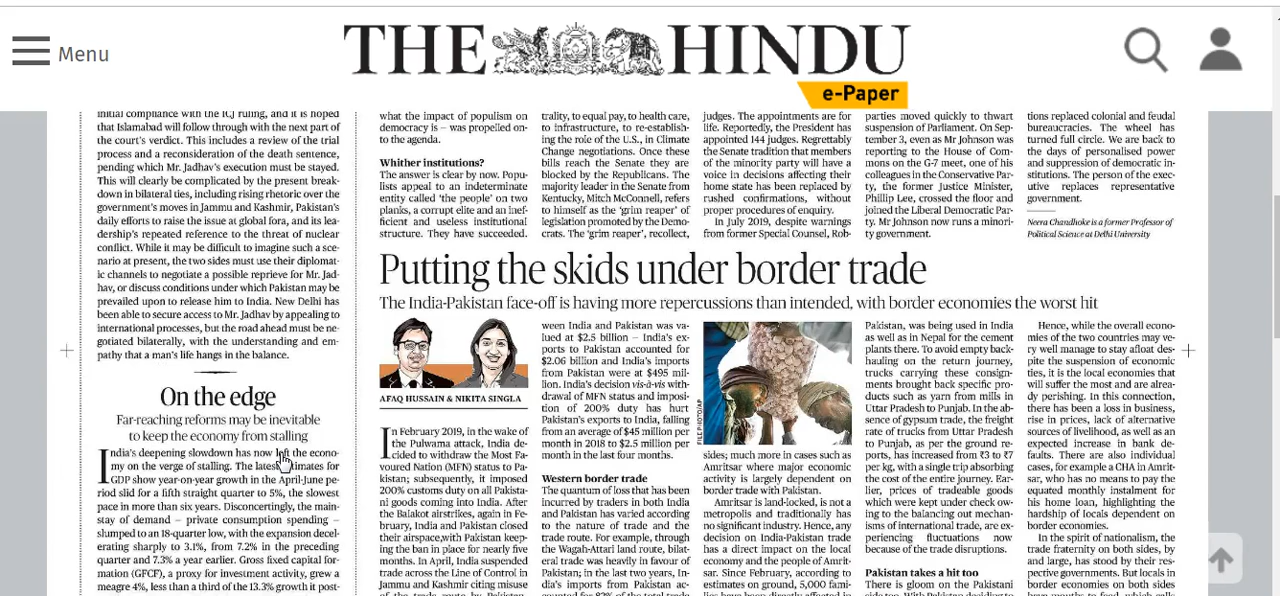 Menu
THE HINDU
e-Paper
initial compliance with the ICJ ruling, and it is hoped
that Islamabad will follow through with the next part of
the court's verdict. This includes a review of the trial
process and a reconsideration of the death sentence,
pending which Mr. Jadhav's execution must be stayed.
This will clearly be complicated by the present break-
down in bilateral ties, including rising rhetoric over the
government's moves in Jammu and Kashmir, Pakistan's
daily efforts to raise the issue at global fora, and its lea-
dership's repeated reference to the threat of nuclear
conflict. While it may be difficult to imagine such a sce-
nario at present, the two sides must use their diplomat-
ic channels to negotiate a possible reprieve for Mr. Jad-
hav, or discuss conditions under which Pakistan may be
prevailed upon to release him to India. New Delhi has
been able to secure access to Mr. Jadhav by appealing to
international processes, but the road ahead must be ne-
gotiated bilaterally, with the understanding and em-
pathy that a man's life hangs in the balance.
On the edge
Far-reaching reforms may be inevitable
to keep the economy from stalling
India's deepening slowdown has now left the econo-
my on the verge of stalling. The latest estimates for
GDP show year-on-year growth in the April-June pe-
riod slid for a fifth straight quarter to 5%, the slowest
pace in more than six years. Disconcertingly, the main-
stay of demand – private consumption spending –
slumped to an 18-quarter low, with the expansion decel-
erating sharply to 3.1%, from 7.2% in the preceding
quarter and 7.3% a year earlier. Gross fixed capital for-
mation (GFCF), a proxy for investment activity, grew a
meagre 4%, less than a third of the 13.3% growth it post-
what the impact of populism on
democracy is – was propelled on-
to the agenda.
Whither institutions?
The answer is clear by now. Popu-
lists appeal to an indeterminate
entity called 'the people' on two
planks, a corrupt elite and an inef-
ficient and useless institutional
structure. They have succeeded.
trality, to equal pay, to health care,
to infrastructure, to re-establish-
ing the role of the U.S., in Climate
Change negotiations. Once these
bills reach the Senate they are
blocked by the Republicans. The
majority leader in the Senate from
Kentucky, Mitch McConnell, refers
to himself as the 'grim reaper' of
legislation promoted by the Demo-
crats. The 'grim reaper', recollect,
judges. The appointments are for
life. Reportedly, the President has
appointed 144 judges. Regrettably
the Senate tradition that members
of the minority party will have a
voice in decisions affecting their
home state has been replaced by
rushed confirmations, without
proper procedures of enquiry.
In July 2019, despite warnings
from former Special Counsel, Rob-
parties moved quickly to thwart
suspension of Parliament. On Sep-
tember 3, even as Mr Johnson was
reporting to the House of Com-
mons on the G-7 meet, one of his
colleagues in the Conservative Par-
ty, the former Justice Minister,
Phillip Lee, crossed the floor and
joined the Liberal Democratic Par-
ty. Mr Johnson now runs a minori-
ty government.
tions replaced colonial and feudal
bureaucracies. The wheel has
turned full circle. We are back to
the days of personalised power
and suppression of democratic in-
stitutions. The person of the exec-
utive replaces representative
government.
Neera Chandhoke is a former Professor of
Political Science at Delhi University
Putting the skids under border trade
The India-Pakistan face-off is having more repercussions than intended, with border economies the worst hit
AFAQ HUSSAIN & NIKITA SINGLA
In February 2019, in the wake of
the Pulwama attack, India de-
cided to withdraw the Most Fa-
voured Nation (MFN) status to Pa-
kistan; subsequently, it imposed
200% customs duty on all Pakista-
ni goods coming into India. After
the Balakot airstrikes, again in Fe-
bruary, India and Pakistan closed
their airspace,with Pakistan keep-
ing the ban in place for nearly five
months. In April, India suspended
trade across the Line of Control in
Jammu and Kashmir citing misuse
of the trade route by Pakistan-
ween India and Pakistan was va-
lued at $2.5 billion – India's ex-
ports to Pakistan accounted for
$2.06 billion and India's imports
from Pakistan were at $495 mil-
lion. India's decision vis-à-vis with-
drawal of MFN status and imposi-
tion of 200% duty has hurt
Pakistan's exports to India, falling
from an average of $45 million per
month in 2018 to $2.5 million per
month in the last four months.
Western border trade
The quantum of loss that has been
incurred by traders in both India
and Pakistan has varied according
to the nature of trade and the
trade route. For example, through
the Wagah-Attari land route, bilat-
eral trade was heavily in favour of
Pakistan; in the last two years, In-
dia's imports from Pakistan ac-
counted for 82% of the total trade
FILE PHOTO/AP
sides; much more in cases such as
Amritsar where major economic
activity is largely dependent on
border trade with Pakistan.
Amritsar is land-locked, is not a
metropolis and traditionally has
no significant industry. Hence, any
decision on India-Pakistan trade
has a direct impact on the local
economy and the people of Amrit-
sar. Since February, according to
estimates on ground, 5,000 fami-
lies have been directly affected in
Pakistan, was being used in India
as well as in Nepal for the cement
plants there. To avoid empty back-
hauling on the return journey,
trucks carrying these consign-
ments brought back specific pro-
ducts such as yarn from mills in
Uttar Pradesh to Punjab. In the ab-
sence of gypsum trade, the freight
rate of trucks from Uttar Pradesh
to Punjab, as per the ground re-
ports, has increased from ₹3 to ₹7
per kg, with a single trip absorbing
the cost of the entire journey. Ear-
lier, prices of tradeable goods
which were kept under check ow-
ing to the balancing out mechan-
isms of international trade, are ex-
periencing fluctuations now
because of the trade disruptions.
Pakistan takes a hit too
There is gloom on the Pakistani
side too. With Pakistan deciding to
Hence, while the overall econo-
mies of the two countries may ve-
ry well manage to stay afloat des-
pite the suspension of economic
ties, it is the local economies that
will suffer the most and are alrea-
dy perishing. In this connection,
there has been a loss in business,
rise in prices, lack of alternative
sources of livelihood, as well as an
expected increase in bank de-
faults. There are also individual
cases, for example a CHA in Amrit-
sar, who has no means to pay the
equated monthly instalment for
his home loan, highlighting the
hardship of locals dependent on
border economies.
In the spirit of nationalism, the
trade fraternity on both sides, by
and large, has stood by their res-
pective governments. But locals in
border economies on both sides
have mouths to feed, which calls